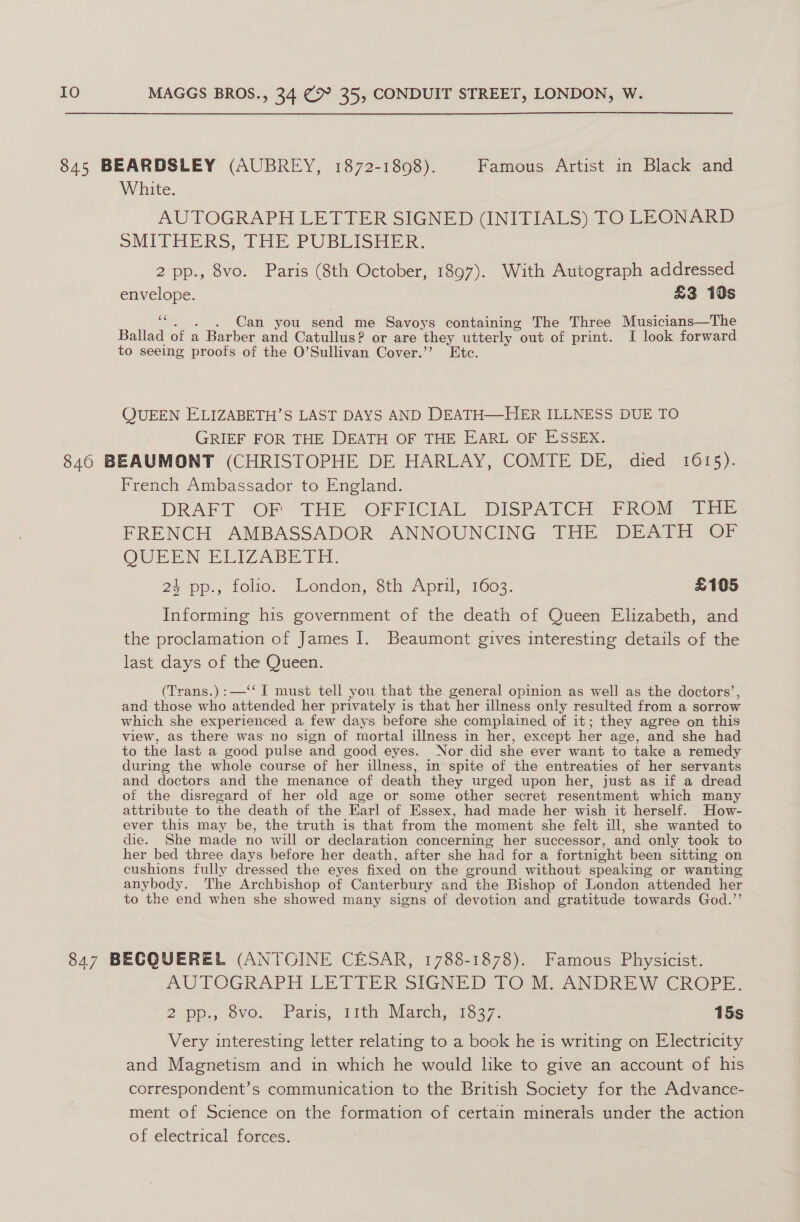 10 MAGGS BROS., 34 & 35, CONDUIT STREET, LONDON, W.
845 BEARDSLEY (AUBREY, 1872-1898). Famous Artist in Black and
White.
AUTOGRAPH LETTER SIGNED (INITIALS) TO LEONARD
SMITHERS, THE PUBLISHER.
2 pp., 8vo. Paris (8th October, 1897). With Autograph addressed
envelope. £3 10s
“. . . Can you send me Savoys containing The Three Musicians—The
Ballad of a Barber and Catullus? or are they utterly out of print. I look forward
to seeing proofs of the O'Sullivan Cover.” Etc.
QUEEN ELIZABETH'S LAST DAYS AND DEATH—HER ILLNESS DUE TO
GRIEF FOR THE DEATH OF THE EARL OF ESSEX.
846 BEAUMONT (CHRISTOPHE DE HARLAY, COMTE DE, died 1615).
French Ambassador to England.
DRAFT OF THE OFFICIAL DISPATCH FROM THE
FRENCH AMBASSADOR ANNOUNCING THE DEATH OF
QUEEN ELIZABETH.
2½ pp., folio. London, 8th April, 1603. £105
Informing his government of the death of Queen Elizabeth, and
the proclamation of James I. Beaumont gives interesting details of the
last days of the Queen.
(Trans.):—“I must tell you that the general opinion as well as the doctors',
and those who attended her privately is that her illness only resulted from a sorrow
which she experienced a few days before she complained of it; they agree on this
view, as there was no sign of mortal illness in her, except her age, and she had
to the last a good pulse and good eyes. Nor did she ever want to take a remedy
during the whole course of her illness, in spite of the entreaties of her servants
and doctors and the menance of death they urged upon her, just as if a dread
of the disregard of her old age or some other secret resentment which many
attribute to the death of the Earl of Essex, had made her wish it herself. How-
ever this may be, the truth is that from the moment she felt ill, she wanted to
die. She made no will or declaration concerning her successor, and only took to
her bed three days before her death, after she had for a fortnight been sitting on
cushions fully dressed the eyes fixed on the ground without speaking or wanting
anybody. The Archbishop of Canterbury and the Bishop of London attended her
to the end when she showed many signs of devotion and gratitude towards God.”
847 BECQUEREL (ANTOINE CÉSAR, 1788-1878). Famous Physicist.
AUTOGRAPH LETTER SIGNED TO M. ANDREW CROPE.
2 pp., 8vo. Paris, 11th March, 1837. 15s
Very interesting letter relating to a book he is writing on Electricity
and Magnetism and in which he would like to give an account of his
correspondent's communication to the British Society for the Advance-
ment of Science on the formation of certain minerals under the action
of electrical forces.